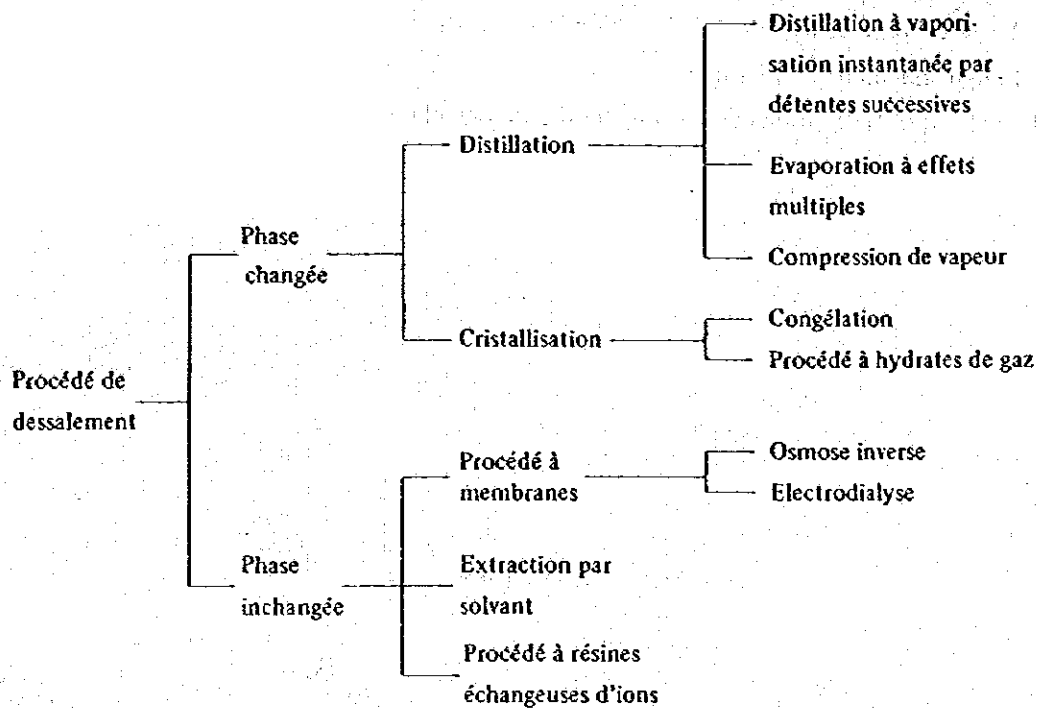 Distillation à vapori-
sation instantanée par
détentes successives
Distillation
Evaporation à effets
multiples
Phase
changée
Compression de vapeur
Cristallisation
Congélation
Procédé à hydrates de gaz
Procédé de
dessalement
Procédé à
membranes
Osmose inverse
Electrodialyse
Phase
inchangée
Extraction par
solvant
Procédé à résines
échangeuses d'ions